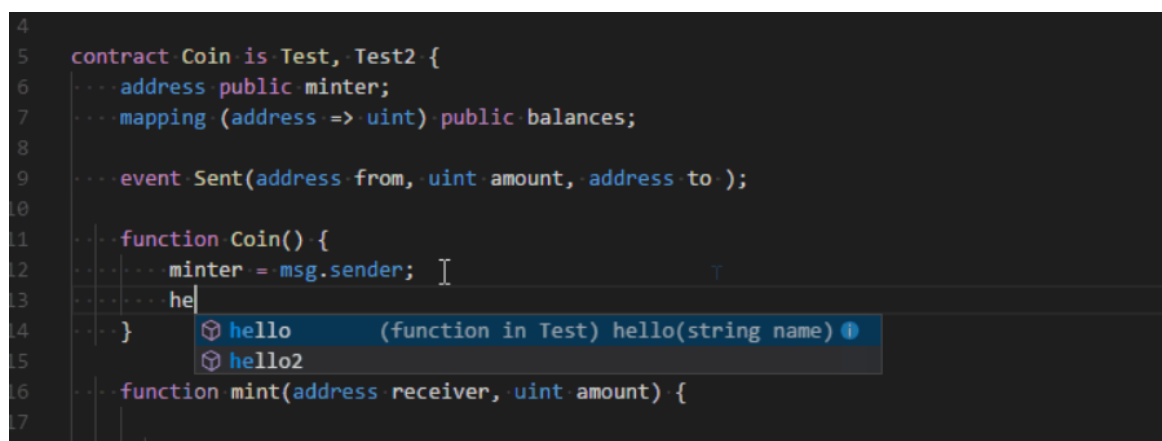 4
5 contract Coin is Test, Test2 {
6 address public minter;
7 mapping (address => uint) public balances;
8
9 event Sent(address from, uint amount, address to );
10
11 function Coin() {
12 minter = msg.sender;
13 he
hello (function in Test) hello(string name)
14 }
hello2
15
16 function mint(address receiver, uint amount) {
17